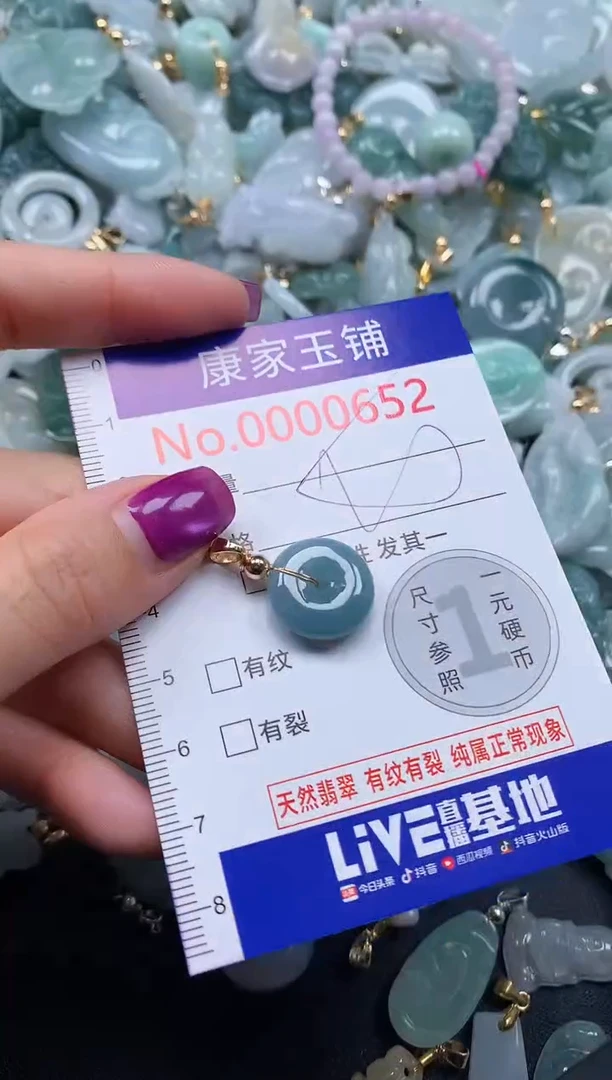 0
康家玉铺
1
No.0000652
量
格
性 发其一
4
尺寸参照
1
一元硬币
5
有纹
6
有裂
天然翡翠 有纹有裂 纯属正常现象
7
LiVE直播基地
今日头条 抖音 西瓜视频 抖音火山版
8